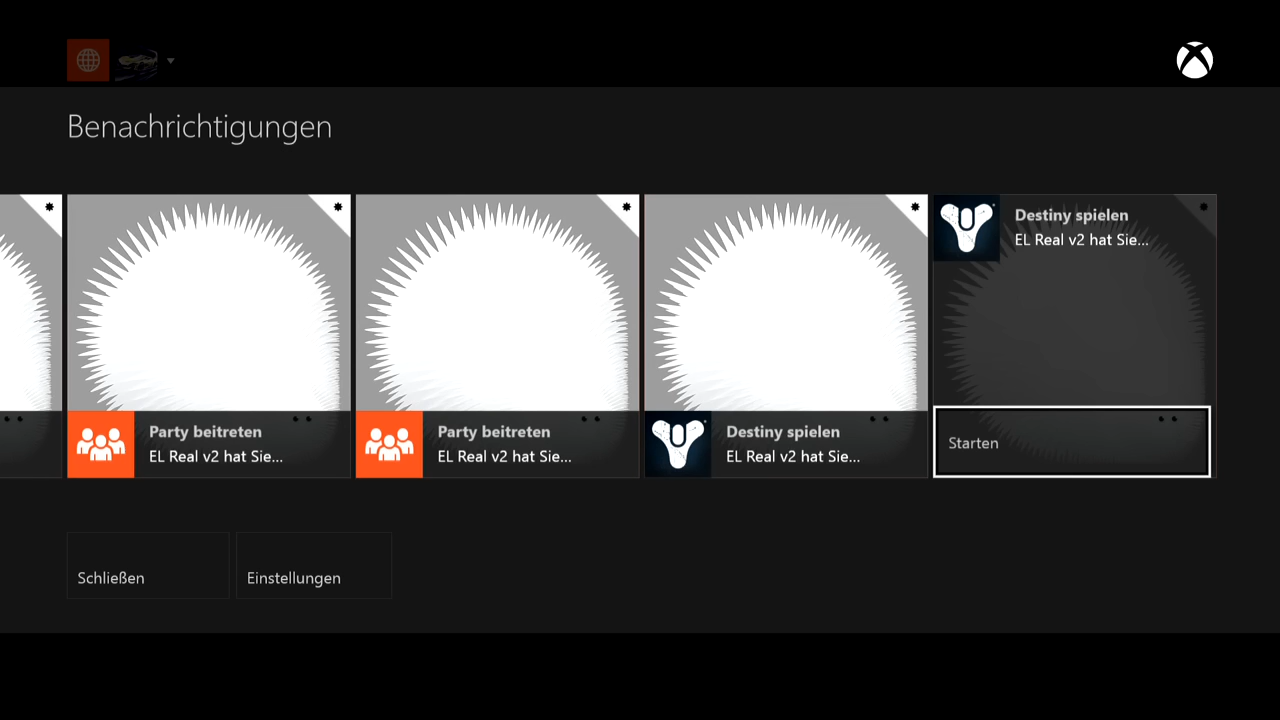 Benachrichtigungen
Party beitreten
EL Real v2 hat Sie...
Party beitreten
EL Real v2 hat Sie...
Destiny spielen
EL Real v2 hat Sie...
Destiny spielen
EL Real v2 hat Sie...
Starten
Schließen
Einstellungen